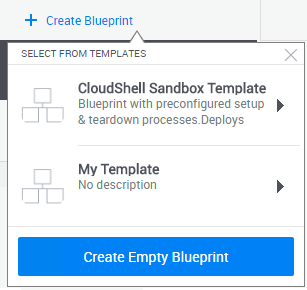 Create Blueprint
SELECT FROM TEMPLATES
CloudShell Sandbox Template
Blueprint with preconfigured setup
& teardown processes.Deploys
My Template
No description
Create Empty Blueprint